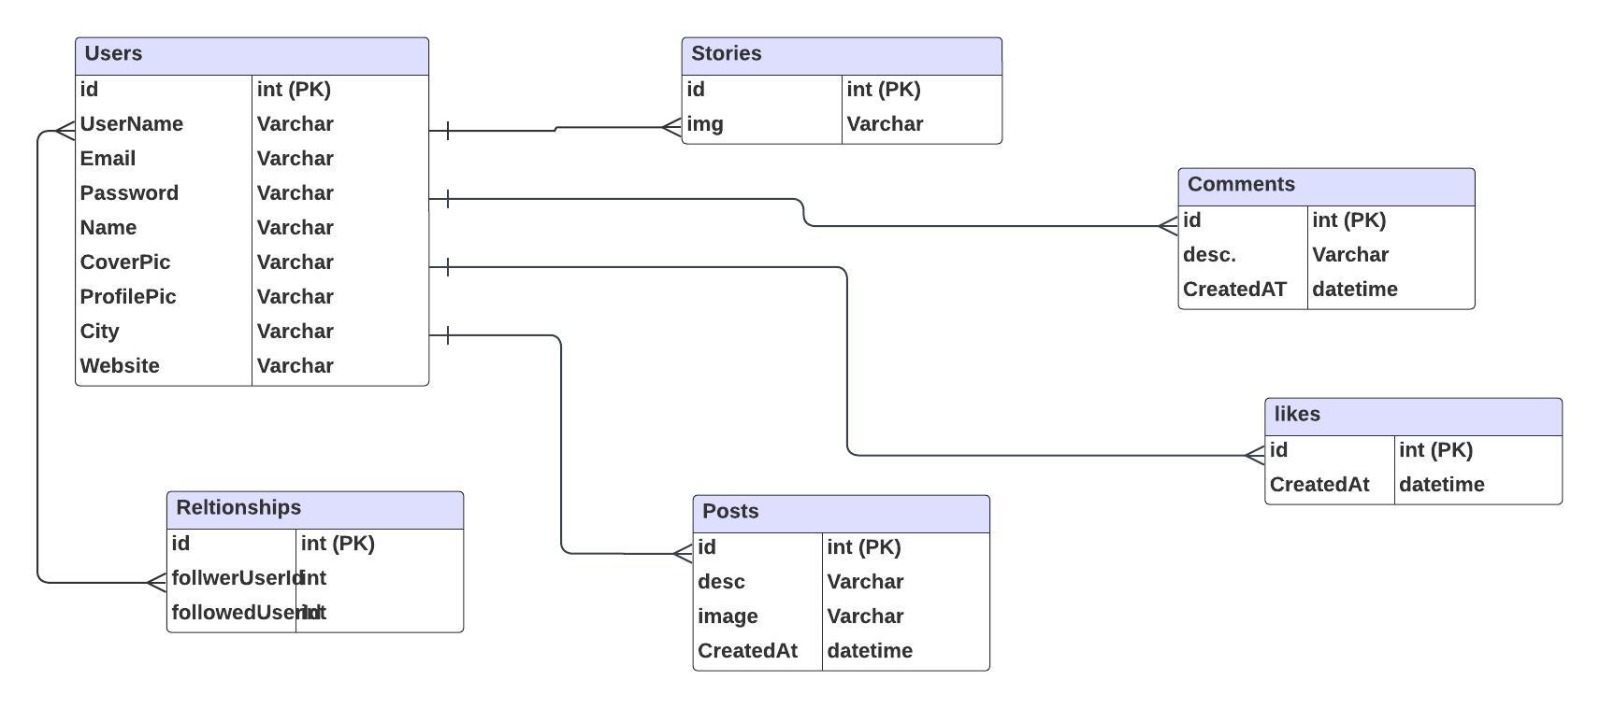 Users
id int (PK)
UserName Varchar
Email Varchar
Password Varchar
Name Varchar
CoverPic Varchar
ProfilePic Varchar
City Varchar
Website Varchar
Stories
id int (PK)
img Varchar
Comments
id int (PK)
desc. Varchar
CreatedAT datetime
likes
id int (PK)
CreatedAt datetime
Reltionships
id int (PK)
follwerUserId int
followedUserId int
Posts
id int (PK)
desc Varchar
image Varchar
CreatedAt datetime